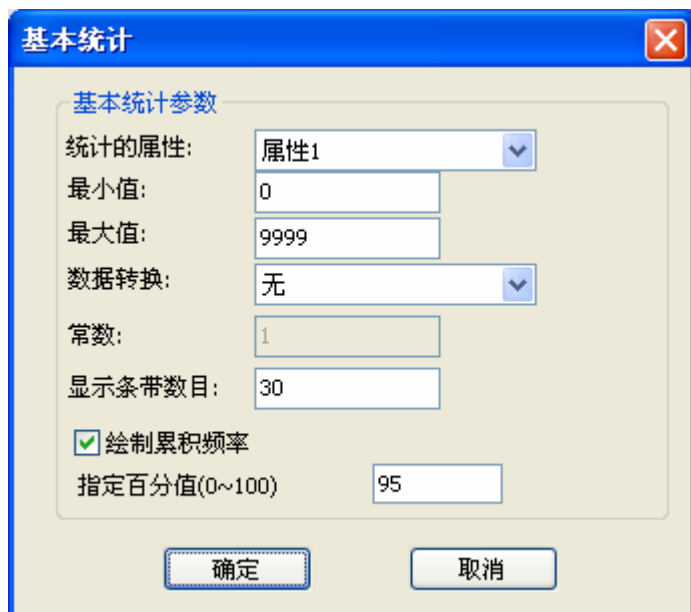 基本统计
基本统计参数
统计的属性: 属性1
最小值: 0
最大值: 9999
数据转换: 无
常数: 1
显示条带数目: 30
绘制累积频率
指定百分值(0~100) 95
确定 取消